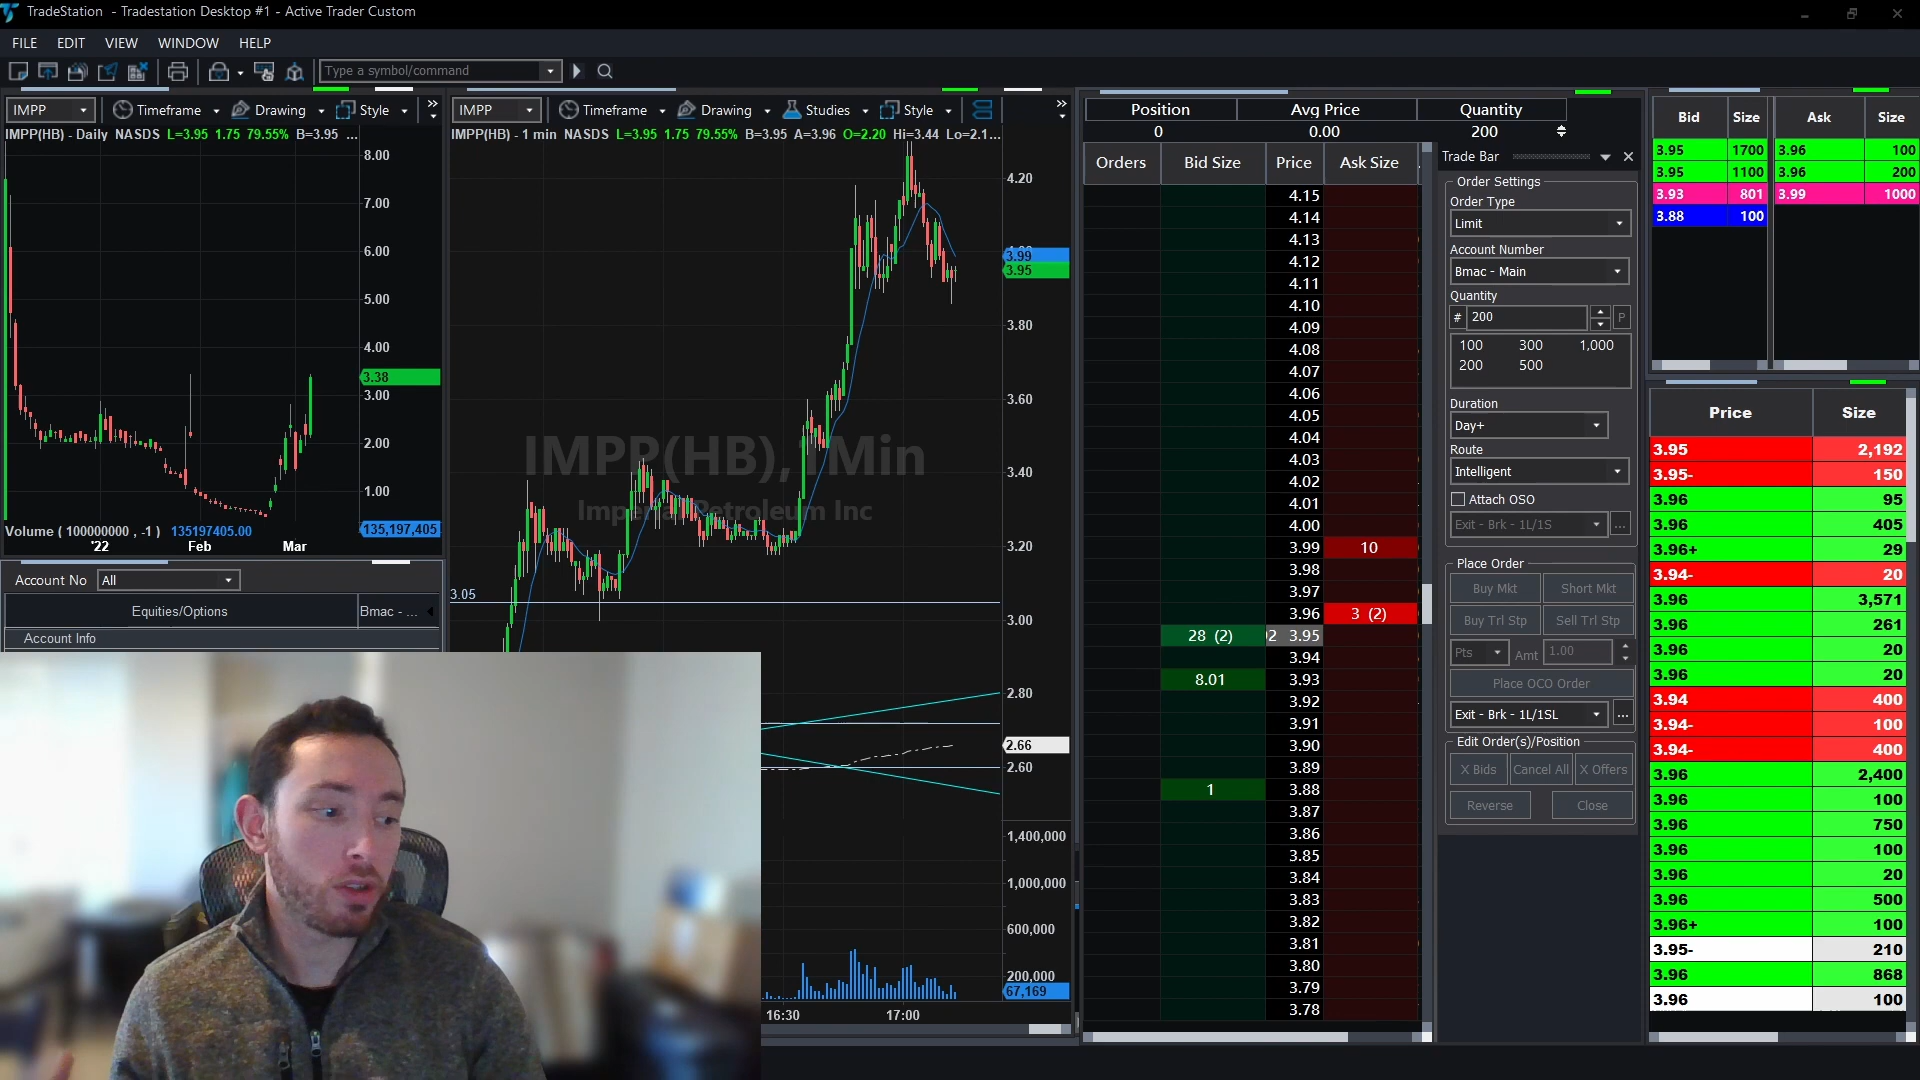 TradeStation - Tradestation Desktop #1 - Active Trader Custom
FILE EDIT VIEW WINDOW HELP
Type a symbol/command
IMPP Timeframe Drawing Style
IMPP(HB) - Daily NASDS L=3.95 1.75 79.55% B=3.95 ...
8.00
7.00
6.00
5.00
4.00
3.38
3.00
2.00
1.00
Volume ( 100000000 , -1 ) 135197405.00 135,197,405
'22 Feb Mar
Account No All
Equities/Options Bmac - ...
Account Info
IMPP Timeframe Drawing Studies Style
IMPP(HB) - 1 min NASDS L=3.95 1.75 79.55% B=3.95 A=3.96 O=2.20 Hi=3.44 Lo=2.1...
4.20
3.99
3.95
3.80
3.60
3.40
3.20
3.05
3.00
2.80
2.66
2.60
IMPP(HB), Min
Imperial Petroleum Inc
1,400,000
1,000,000
600,000
200,000
67,169
16:30 17:00
Position Avg Price Quantity
0 0.00 200
Orders Bid Size Price Ask Size
4.15
4.14
4.13
4.12
4.11
4.10
4.09
4.08
4.07
4.06
4.05
4.04
4.03
4.02
4.01
4.00
3.99 10
3.98
3.97
3.96 3 (2)
28 (2) 3.95
3.94
8.01 3.93
3.92
3.91
3.90
3.89
1 3.88
3.87
3.86
3.85
3.84
3.83
3.82
3.81
3.80
3.79
3.78
Trade Bar
Order Settings
Order Type
Limit
Account Number
Bmac - Main
Quantity
# 200 P
100 300 1,000
200 500
Duration
Day+
Route
Intelligent
Attach OSO
Exit - Brk - 1L/1S ...
Place Order
Buy Mkt Short Mkt
Buy Trl Stp Sell Trl Stp
Pts Amt 1.00
Place OCO Order
Exit - Brk - 1L/1SL ...
Edit Order(s)/Position
X Bids Cancel All X Offers
Reverse Close
Bid Size Ask Size
3.95 1700 3.96 100
3.95 1100 3.96 200
3.93 801 3.99 1000
3.88 100
Price Size
3.95 2,192
3.95- 150
3.96 95
3.96 405
3.96+ 29
3.94- 20
3.96 3,571
3.96 261
3.96 20
3.96 20
3.94 400
3.94- 100
3.94- 400
3.96 2,400
3.96 100
3.96 750
3.96 100
3.96 20
3.96 500
3.96+ 100
3.95- 210
3.96 868
3.96 100